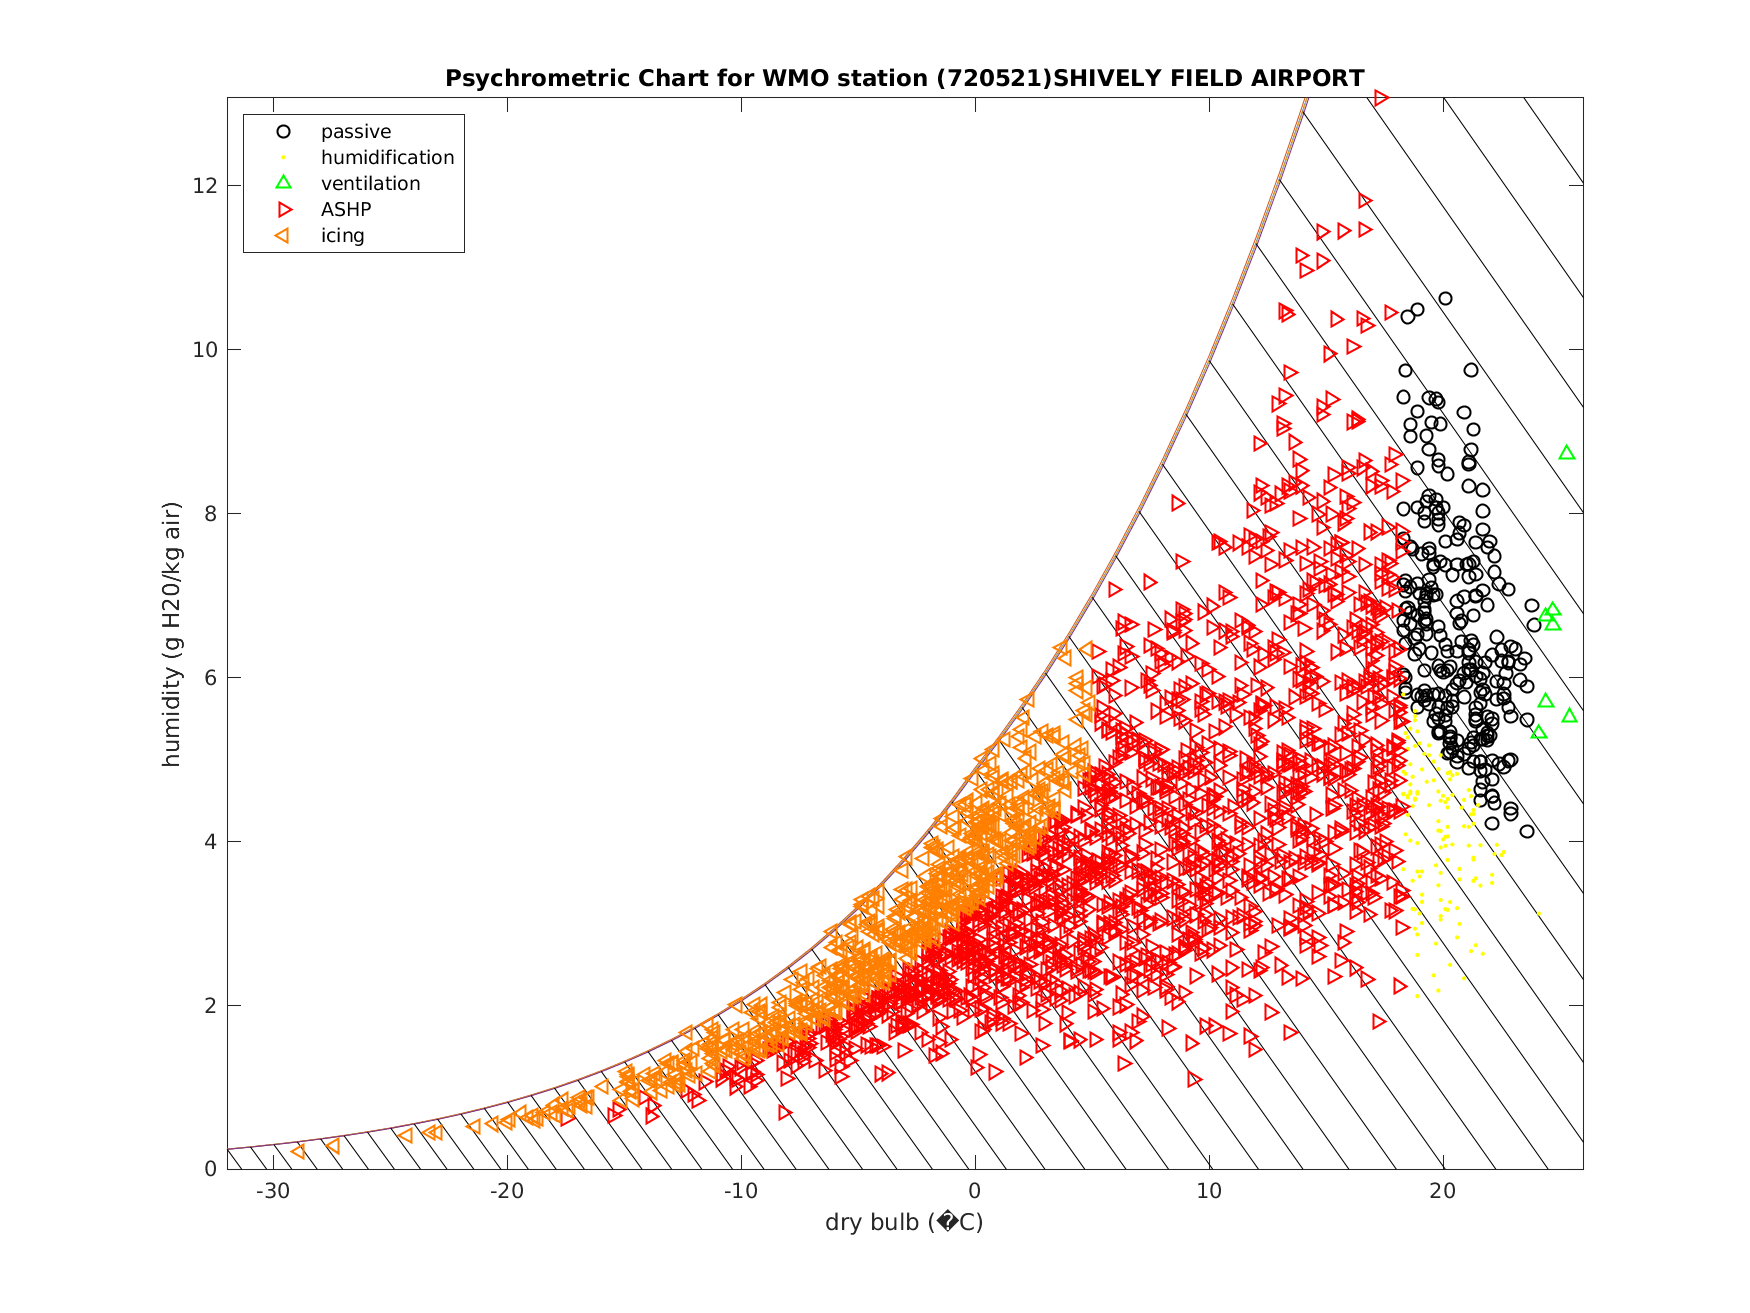 Psychrometric Chart for WMO station (720521)SHIVELY FIELD AIRPORT
passive
humidification
ventilation
ASHP
icing
12
10
8
6
4
2
0
humidity (g H20/kg air)
-30 -20 -10 0 10 20
dry bulb (�C)